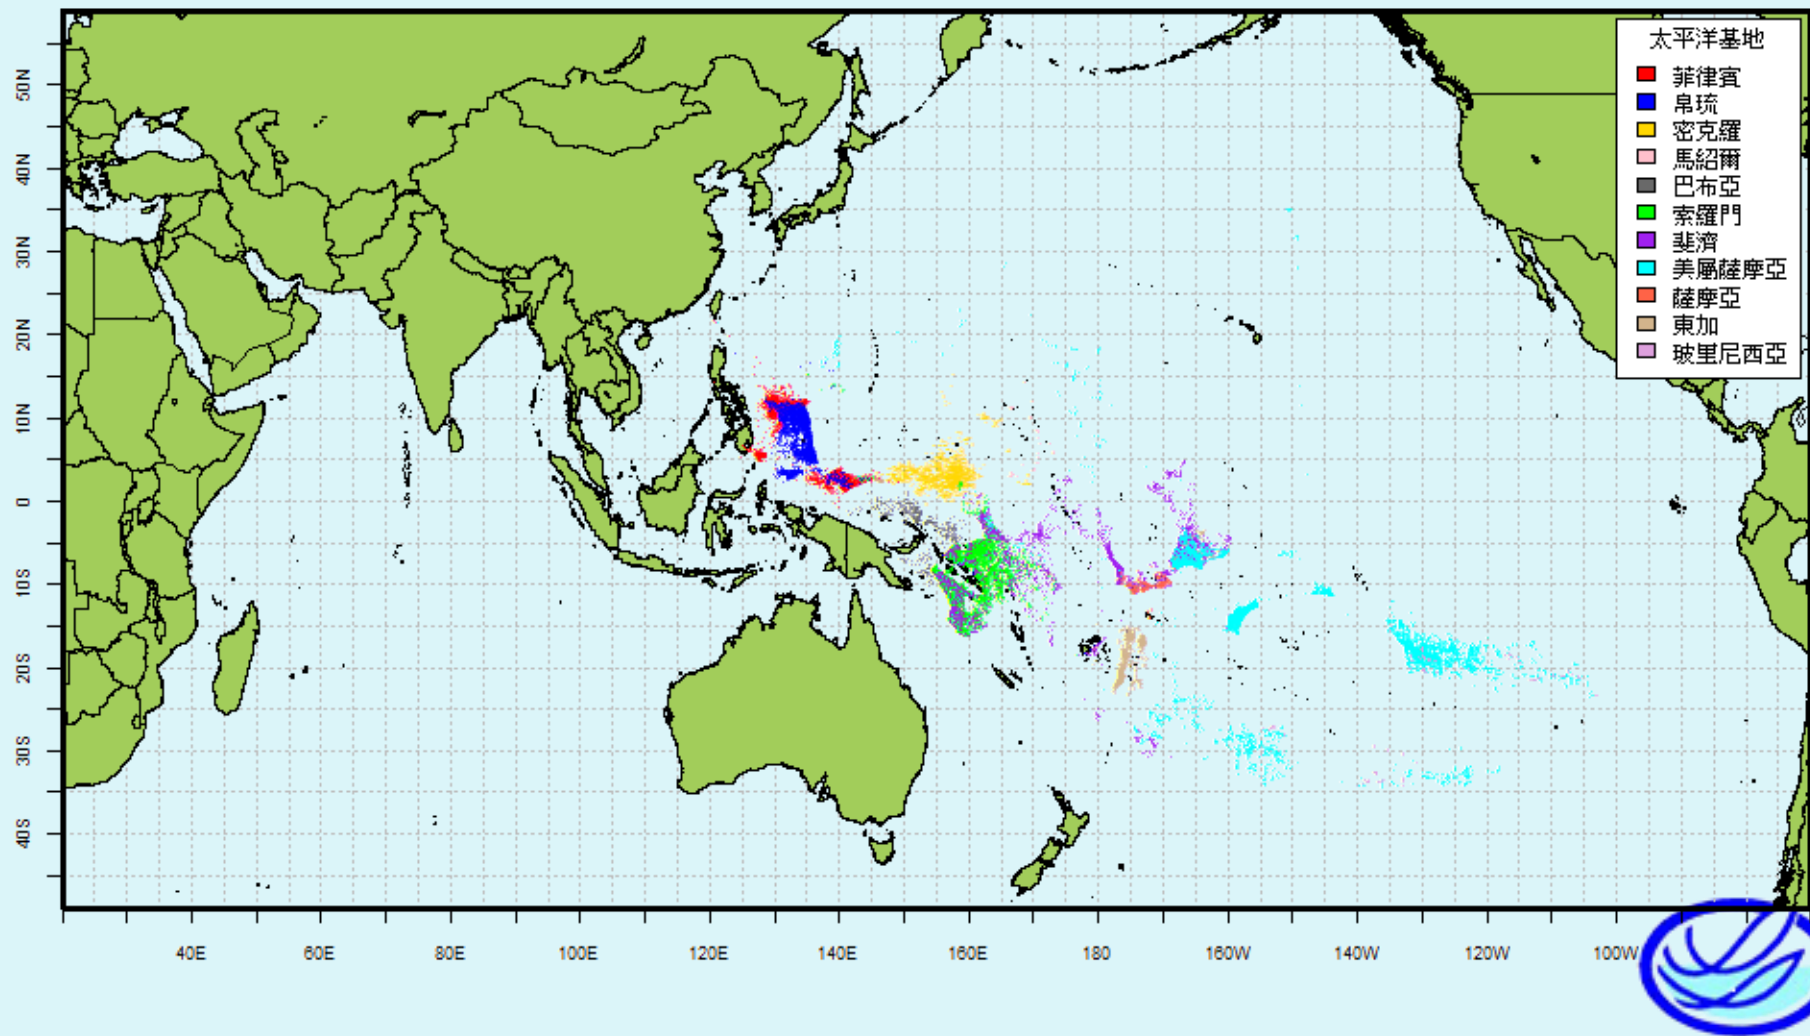 太平洋基地
菲律賓
帛琉
密克羅
馬紹爾
巴布亞
索羅門
斐濟
美屬薩摩亞
薩摩亞
東加
玻里尼西亞
50N
40N
30N
20N
10N
0
10S
20S
30S
40S
40E
60E
80E
100E
120E
140E
160E
180
160W
140W
120W
100W